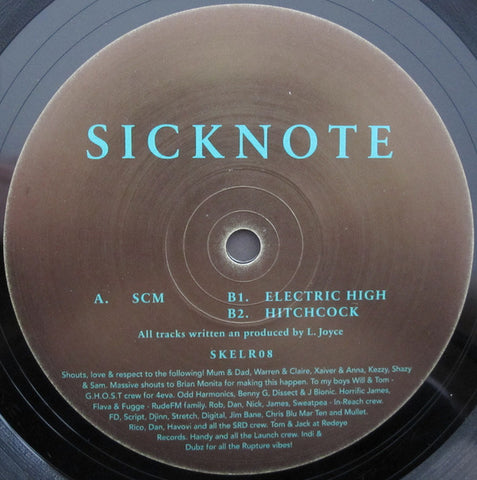 SICKNOTE
A. SCM B1. ELECTRIC HIGH
B2. HITCHCOCK
All tracks written an produced by L. Joyce
SKELR08
Shouts, love & respect to the following! Mum & Dad, Warren & Claire, Xaiver & Anna, Kezzy, Shazy
& Sam. Massive shouts to Brian Monita for making this happen. To my boys Will & Tom -
G.H.O.S.T crew for 4eva. Odd Harmonics, Benny G, Dissect & J Bionic. Horrific James,
Flava & Fugge - RudeFM family. Rob, Dan, Nick, James, Sweatpea - In-Reach crew.
FD, Script, Djinn, Stretch, Digital, Jim Bane, Chris Blu Mar Ten and Mullet.
Rico, Dan, Havovi and all the SRD crew. Tom & Jack at Redeye
Records. Handy and all the Launch crew. Indi &
Dubz for all the Rupture vibes!